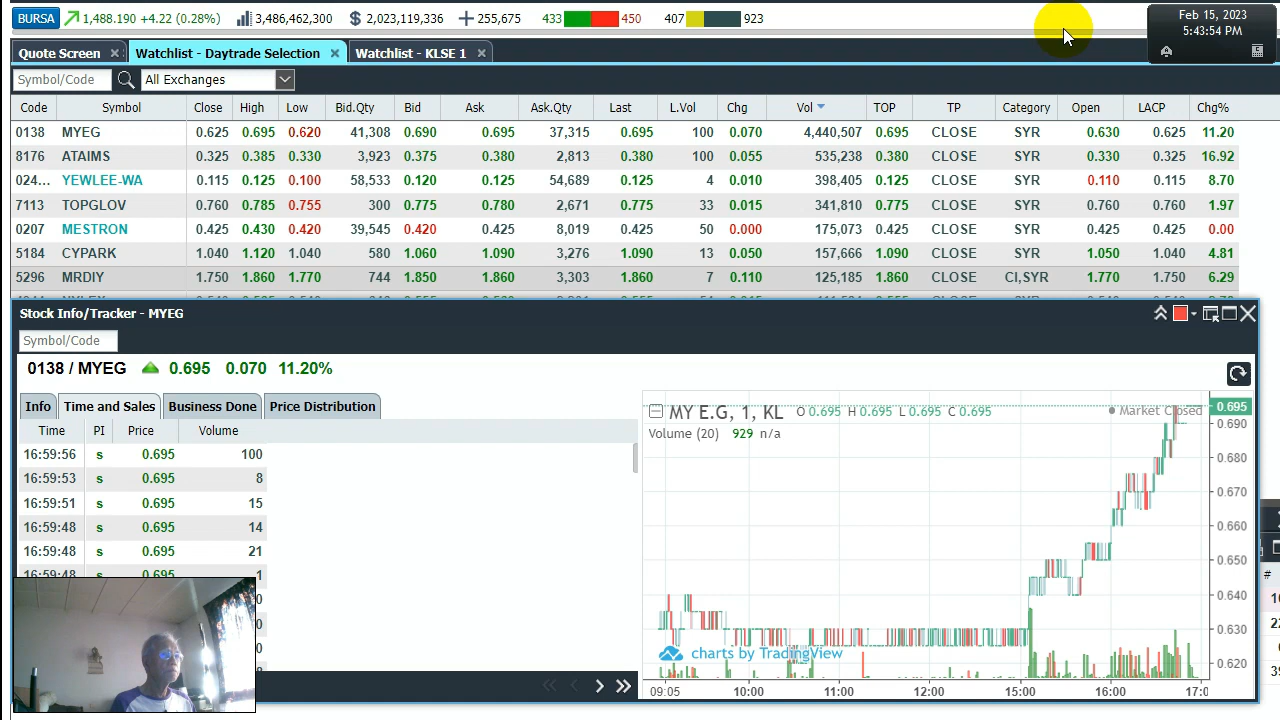 BURSA 1,488.190 +4.22 (0.28%) 3,486,462,300 $ 2,023,119,336 255,675 433 450 407 923
Feb 15, 2023
5:43:54 PM
Quote Screen × Watchlist - Daytrade Selection × Watchlist - KLSE 1 ×
Symbol/Code All Exchanges
Code Symbol Close High Low Bid.Qty Bid Ask Ask.Qty Last L.Vol Chg Vol TOP TP Category Open LACP Chg%
0138 MYEG 0.625 0.695 0.620 41,308 0.690 0.695 37,315 0.695 100 0.070 4,440,507 0.695 CLOSE SYR 0.630 0.625 11.20
8176 ATAIMS 0.325 0.385 0.330 3,923 0.375 0.380 2,813 0.380 100 0.055 535,238 0.380 CLOSE SYR 0.330 0.325 16.92
024... YEWLEE-WA 0.115 0.125 0.100 58,533 0.120 0.125 54,689 0.125 4 0.010 398,405 0.125 CLOSE SYR 0.110 0.115 8.70
7113 TOPGLOV 0.760 0.785 0.755 300 0.775 0.780 2,671 0.775 33 0.015 341,810 0.775 CLOSE SYR 0.760 0.760 1.97
0207 MESTRON 0.425 0.430 0.420 39,545 0.420 0.425 8,019 0.425 50 0.000 175,073 0.425 CLOSE SYR 0.425 0.425 0.00
5184 CYPARK 1.040 1.120 1.040 580 1.060 1.090 3,276 1.090 13 0.050 157,666 1.090 CLOSE SYR 1.050 1.040 4.81
5296 MRDIY 1.750 1.860 1.770 744 1.850 1.860 3,303 1.860 7 0.110 125,185 1.860 CLOSE CI,SYR 1.770 1.750 6.29
Stock Info/Tracker - MYEG
Symbol/Code
0138 / MYEG 0.695 0.070 11.20%
Info Time and Sales Business Done Price Distribution
Time PI Price Volume
16:59:56 s 0.695 100
16:59:53 s 0.695 8
16:59:51 s 0.695 15
16:59:48 s 0.695 14
16:59:48 s 0.695 21
16:59:48 s 0.695 1
MY E.G, 1, KL O 0.695 H 0.695 L 0.695 C 0.695 Market Closed
Volume (20) 929 n/a
0.695
0.690
0.680
0.670
0.660
0.650
0.640
0.630
0.620
charts by TradingView
09:05 10:00 11:00 12:00 15:00 16:00 17:0
#